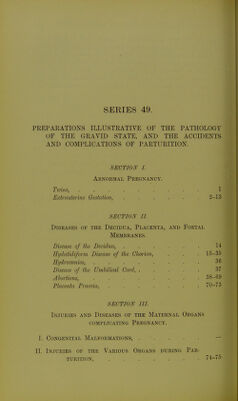 SERIES 49.
PREPARATIONS ILLUSTRATIVE OF THE PATHOLOGY
OF THE GRAVID STATE, AND THE ACCIDENTS
AND COMPLICATIONS OF PARTURITION.
SECTION I.
ABNORMAL PREGNANCY.
Twins, . . . . . . . . 1
Extrauterine Gestation, . . . . . . 2-13
SECTION II.
DISEASES OF THE DECIDUA, PLACENTA, AND FOETAL
MEMBRANES.
Disease of the Decidua, . . . . . . 14
Hydatidiform Disease of the Chorion, . . . . 15-35
Hydramnios, . . . . . . . 36
Disease of the Umbilical Cord, . . . . . 37
Abortions, . . . . . . . 38-69
Placenta Praevia, . . . . . . 70-73
SECTION III.
INJURIES AND DISEASES OF THE MATERNAL ORGANS
COMPLICATING PREGNANCY.
I. CONGENITAL MALFORMATIONS, . . . . . —
II. INJURIES OF THE VARIOUS ORGANS DURING PAR-
TURITION, . . . . . . 74-75